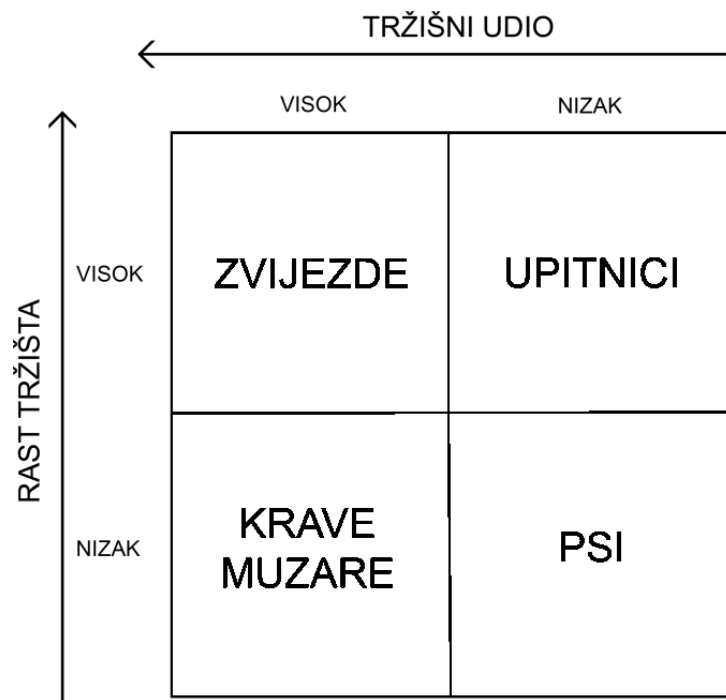 TRŽIŠNI UDIO
VISOK
NIZAK
RAST TRŽIŠTA
VISOK
ZVIJEZDE
UPITNICI
NIZAK
KRAVE
MUZARE
PSI